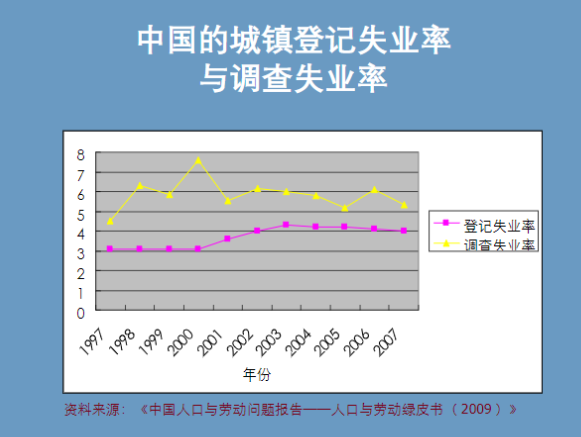 中国的城镇登记失业率
与调查失业率
8
7
6
5
4
3
2
1
0
1997 1998 1999 2000 2001 2002 2003 2004 2005 2006 2007
年份
登记失业率
调查失业率
资料来源：《中国人口与劳动问题报告——人口与劳动绿皮书（2009）》